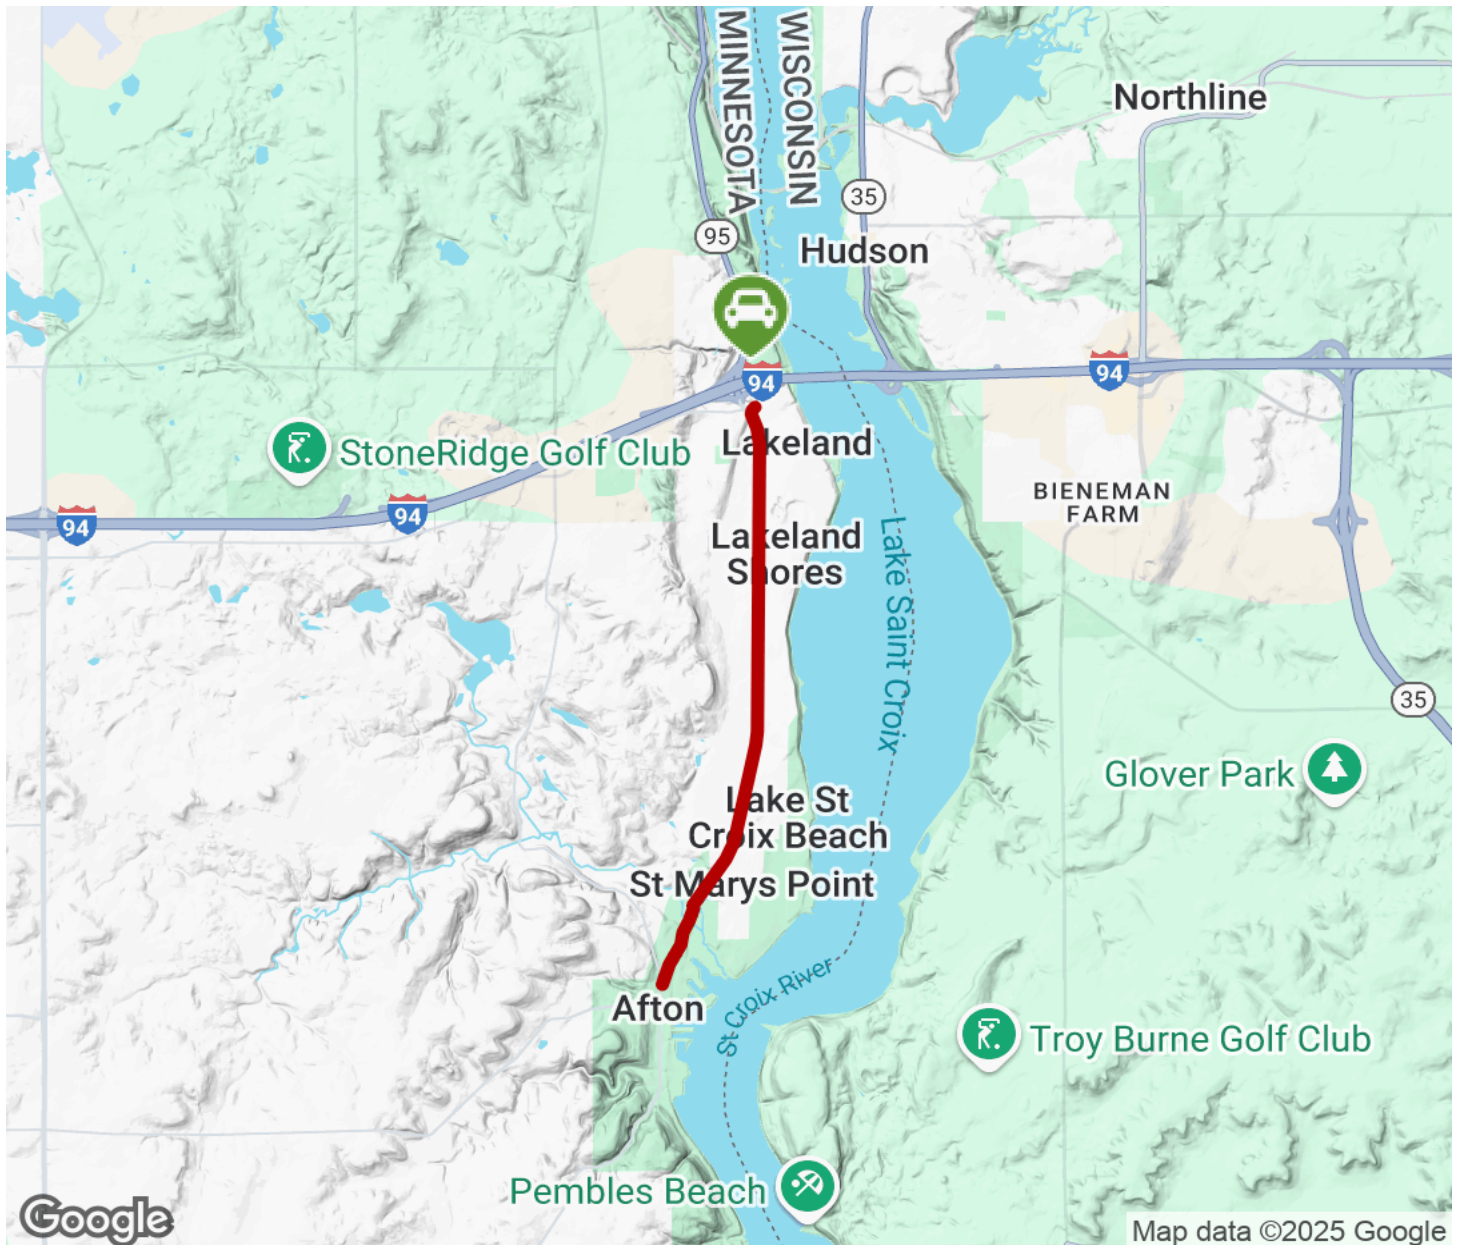 MINNESOTA
WISCONSIN
Northline
35
95
Hudson
94
94
Lakeland
StoneRidge Golf Club
94
94
BIENEMAN
FARM
Lakeland
Shores
Lake Saint Croix
35
Glover Park
Lake St
Croix Beach
St Marys Point
St Croix River
Afton
Troy Burne Golf Club
Pembles Beach
Google
Map data ©2025 Google